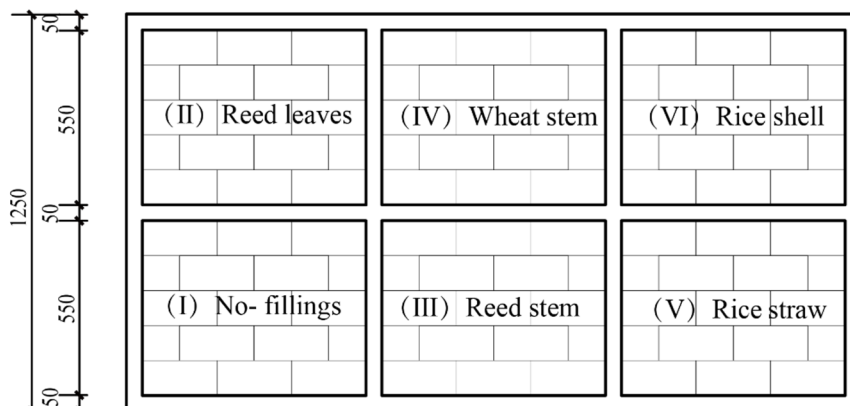 50
550
50
550
50
1250
(II) Reed leaves
(IV) Wheat stem
(VI) Rice shell
(I) No- fillings
(III) Reed stem
(V) Rice straw